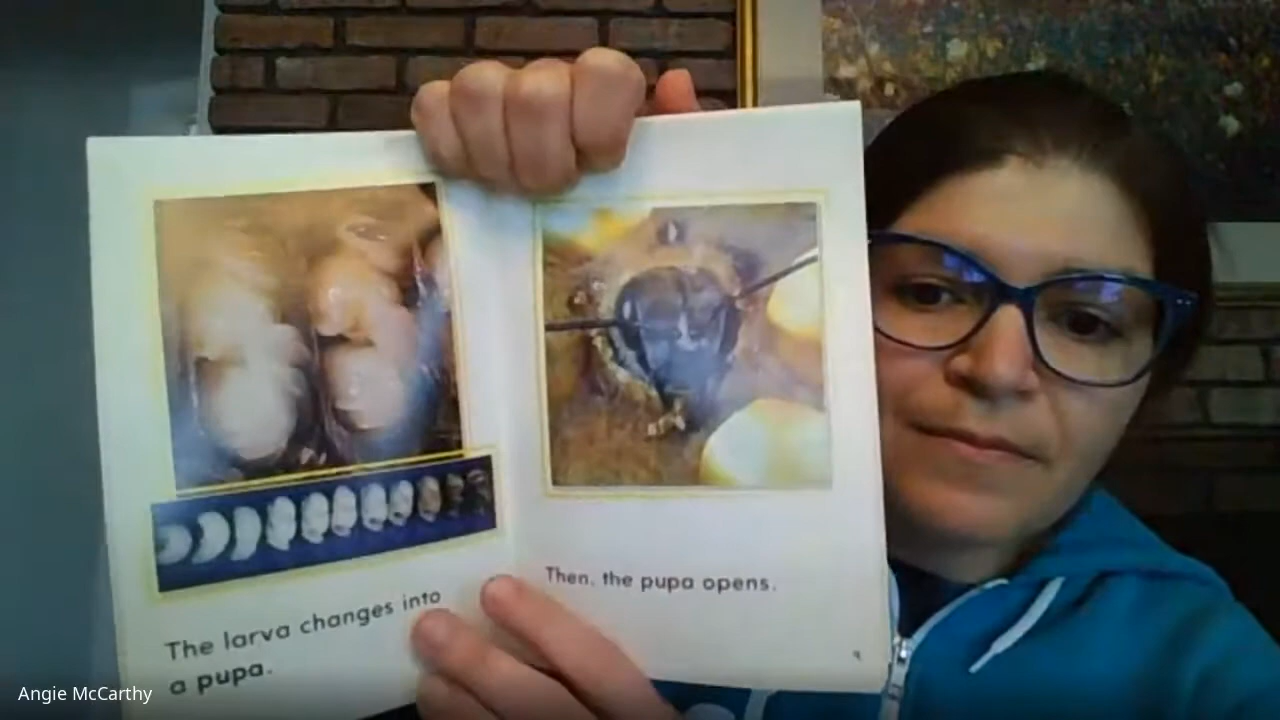 The larva changes into
a pupa.
Then, the pupa opens.
9
Angie McCarthy